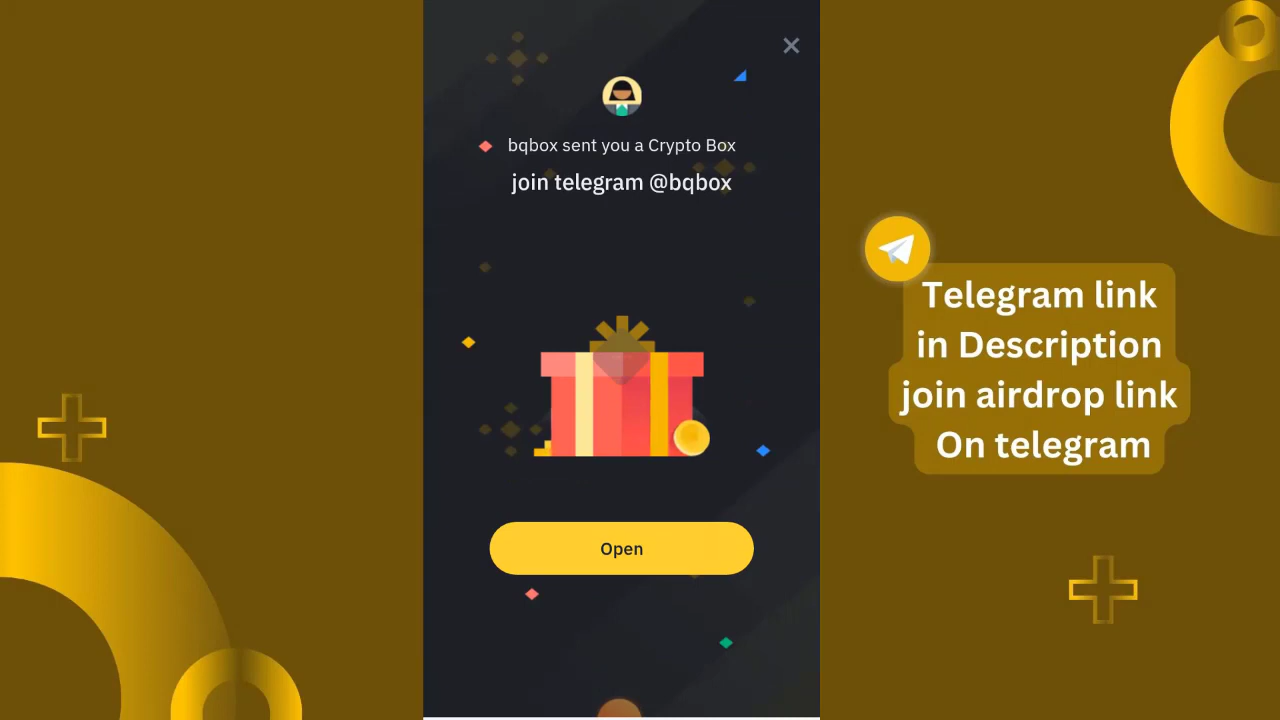 bqbox sent you a Crypto Box
join telegram @bqbox
Open
Telegram link
in Description
join airdrop link
On telegram